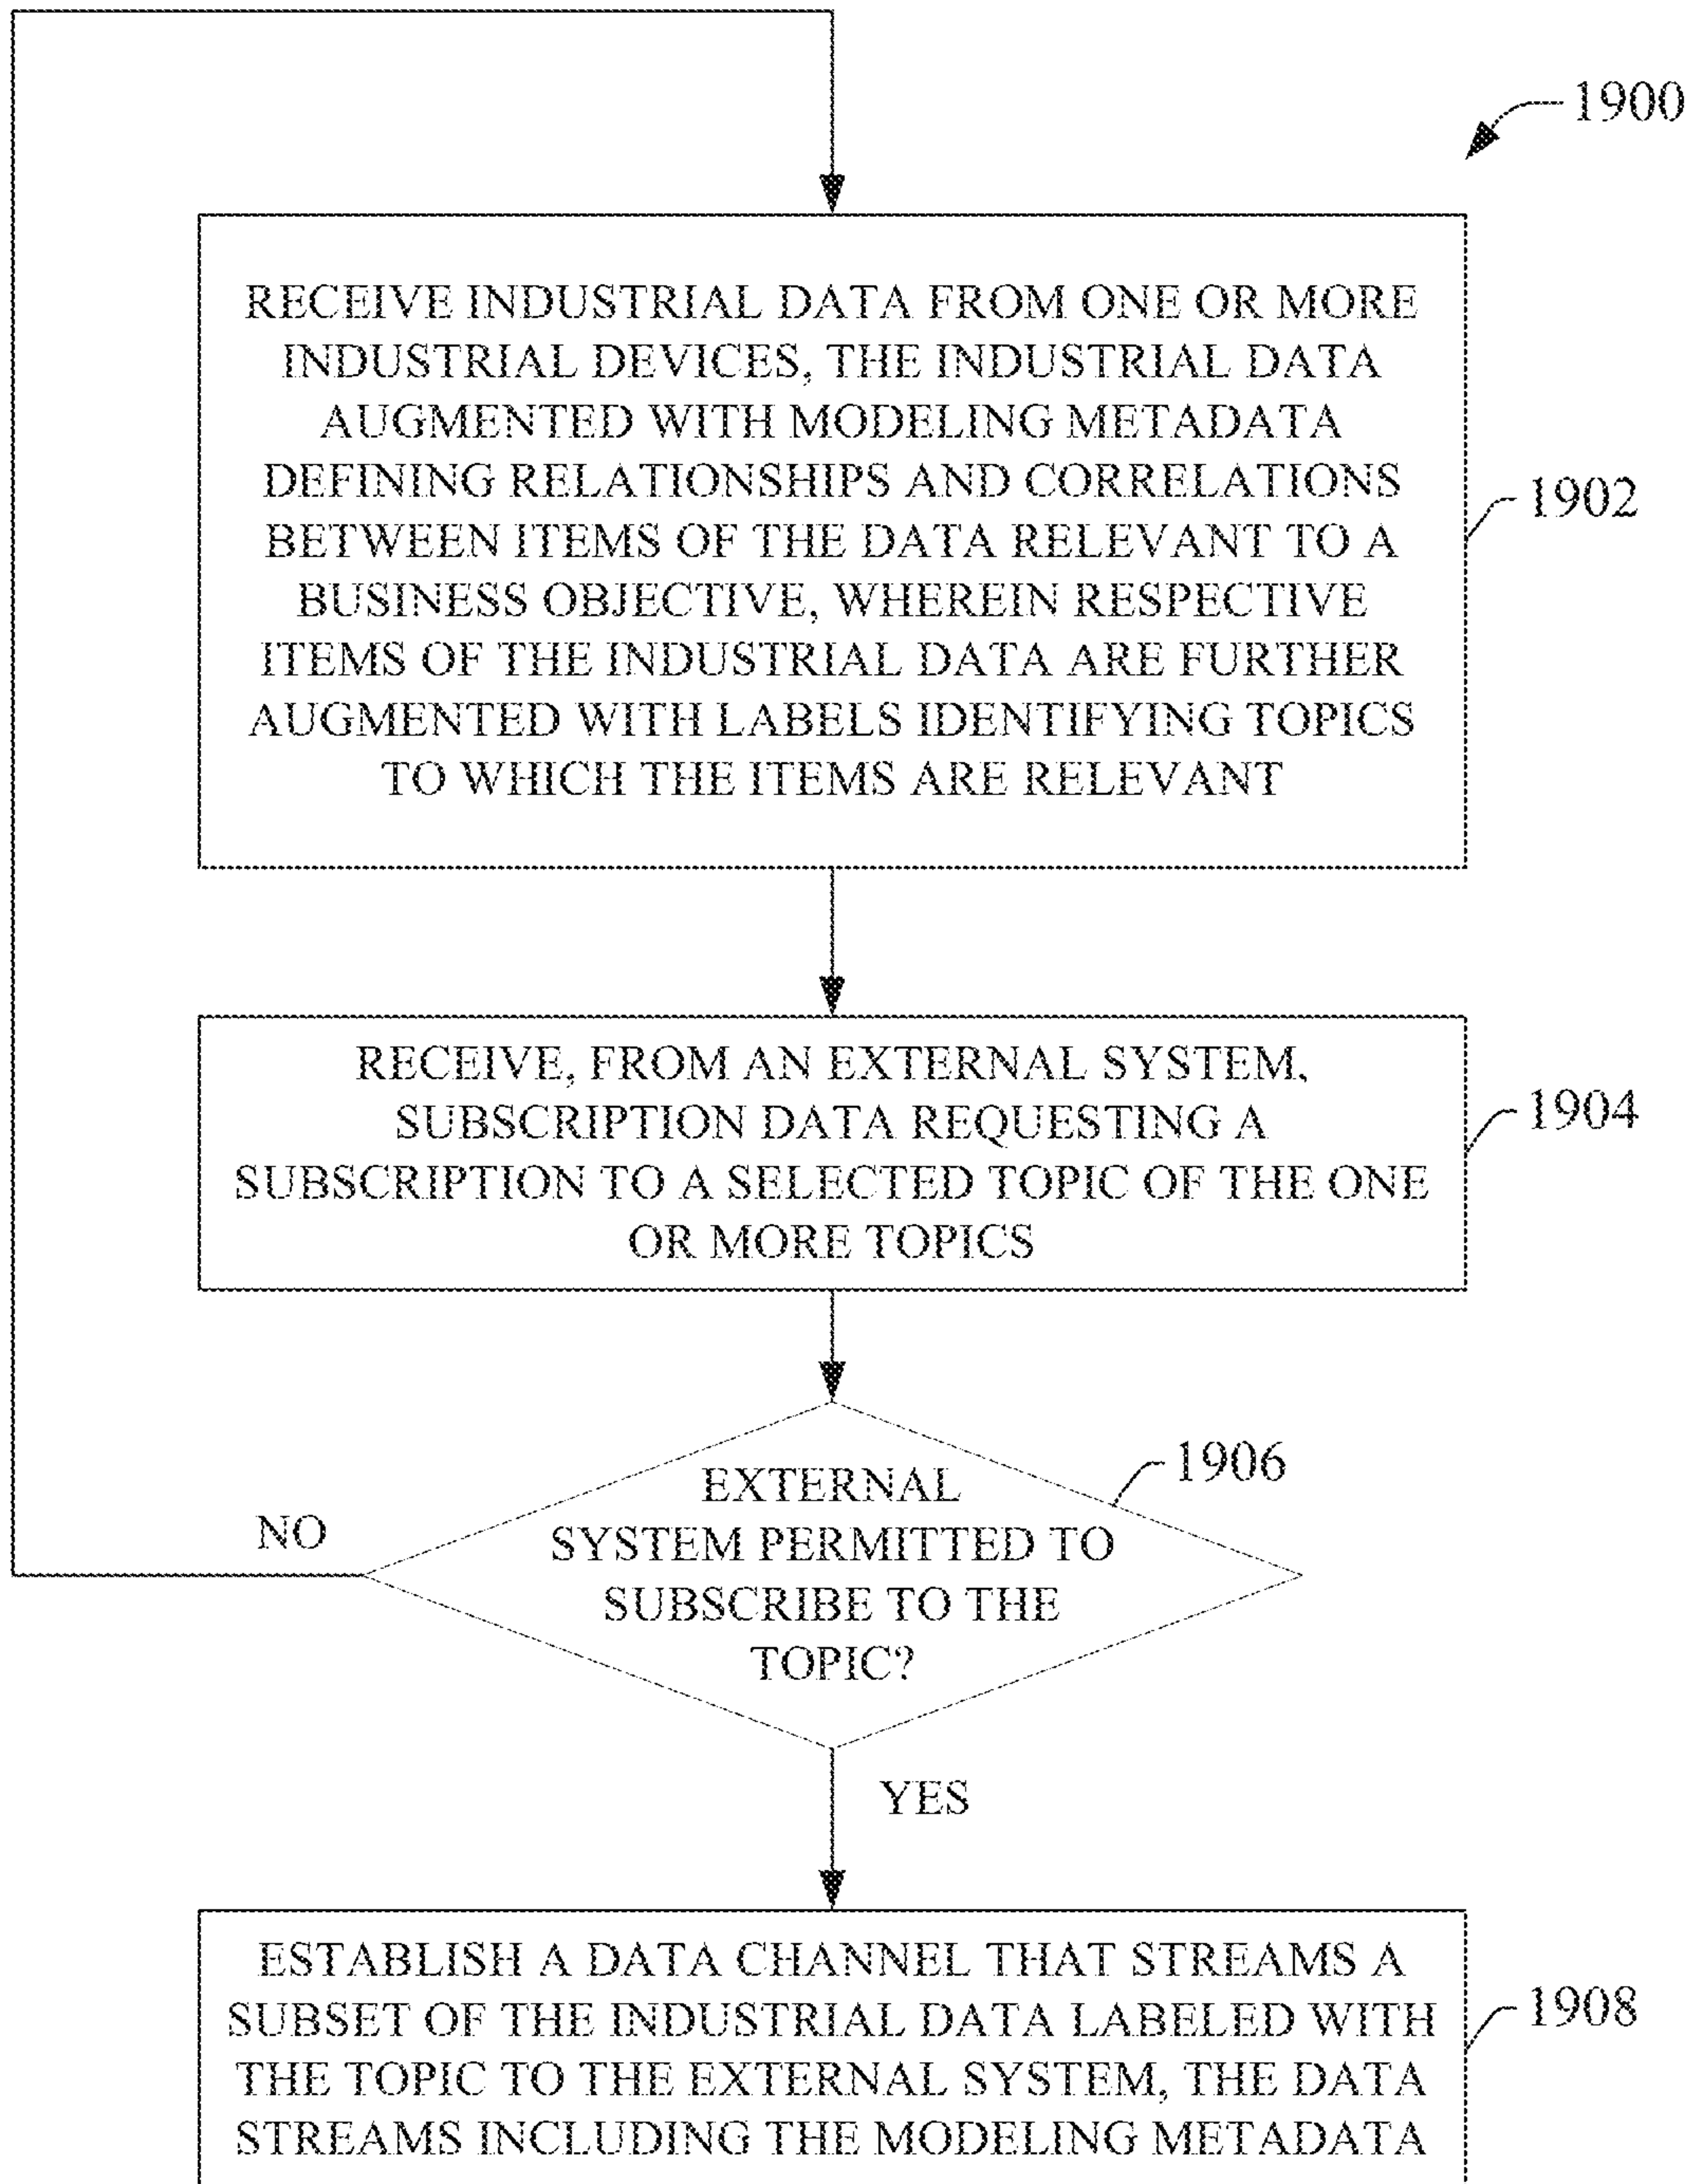 1900
RECEIVE INDUSTRIAL DATA FROM ONE OR MORE
INDUSTRIAL DEVICES, THE INDUSTRIAL DATA
AUGMENTED WITH MODELING METADATA
DEFINING RELATIONSHIPS AND CORRELATIONS
BETWEEN ITEMS OF THE DATA RELEVANT TO A
BUSINESS OBJECTIVE, WHEREIN RESPECTIVE
ITEMS OF THE INDUSTRIAL DATA ARE FURTHER
AUGMENTED WITH LABELS IDENTIFYING TOPICS
TO WHICH THE ITEMS ARE RELEVANT
1902
RECEIVE, FROM AN EXTERNAL SYSTEM,
SUBSCRIPTION DATA REQUESTING A
SUBSCRIPTION TO A SELECTED TOPIC OF THE ONE
OR MORE TOPICS
1904
EXTERNAL
SYSTEM PERMITTED TO
SUBSCRIBE TO THE
TOPIC?
1906
NO
YES
ESTABLISH A DATA CHANNEL THAT STREAMS A
SUBSET OF THE INDUSTRIAL DATA LABELED WITH
THE TOPIC TO THE EXTERNAL SYSTEM, THE DATA
STREAMS INCLUDING THE MODELING METADATA
1908